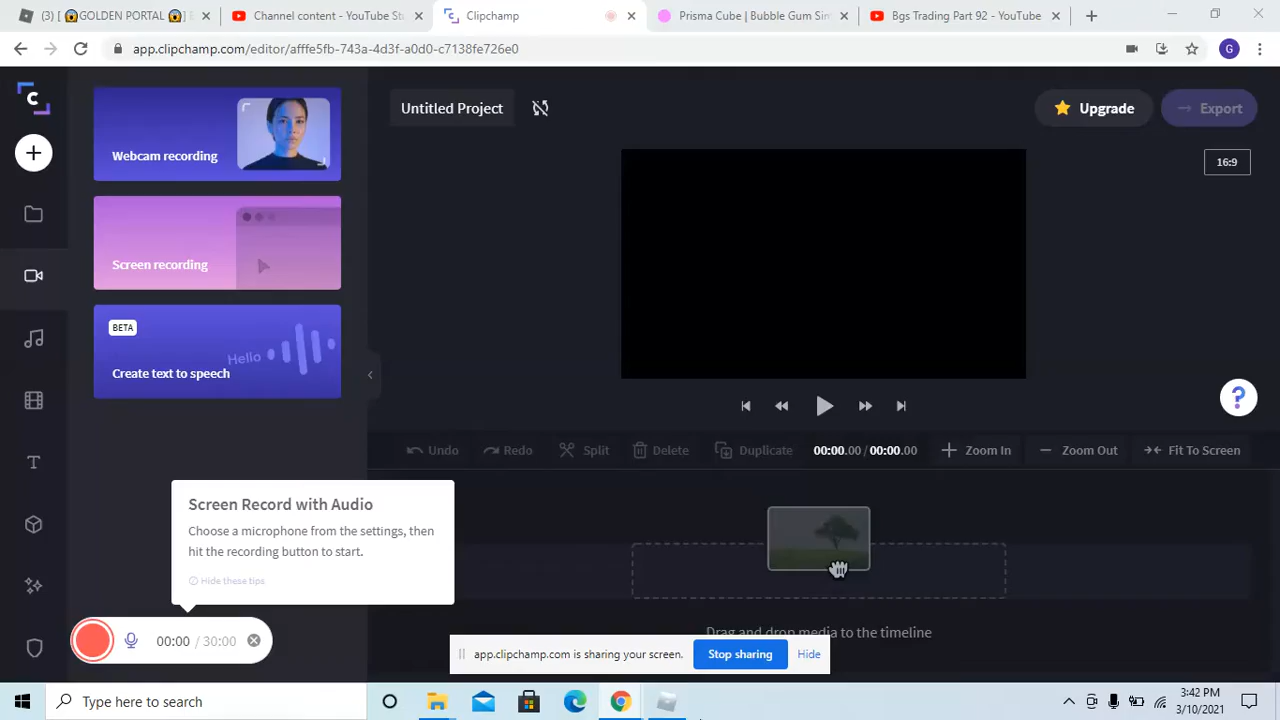 [ 😱GOLDEN PORTAL😱]
Channel content - YouTube St
Clipchamp
Prisma Cube | Bubble Gum Sim
Bgs Trading Part 92 - YouTube
app.clipchamp.com/editor/afffe5fb-743a-4d3f-a0d0-c7138fe726e0
G
C
Untitled Project
Upgrade
Export
Webcam recording
16:9
Screen recording
BETA
Hello
Create text to speech
?
Undo
Redo
Split
Delete
Duplicate
00:00.00 / 00:00.00
Zoom In
Zoom Out
Fit To Screen
Screen Record with Audio
Choose a microphone from the settings, then
hit the recording button to start.
Hide these tips
00:00 / 30:00
Drag and drop media to the timeline
app.clipchamp.com is sharing your screen.
Stop sharing
Hide
Type here to search
3:42 PM
3/10/2021